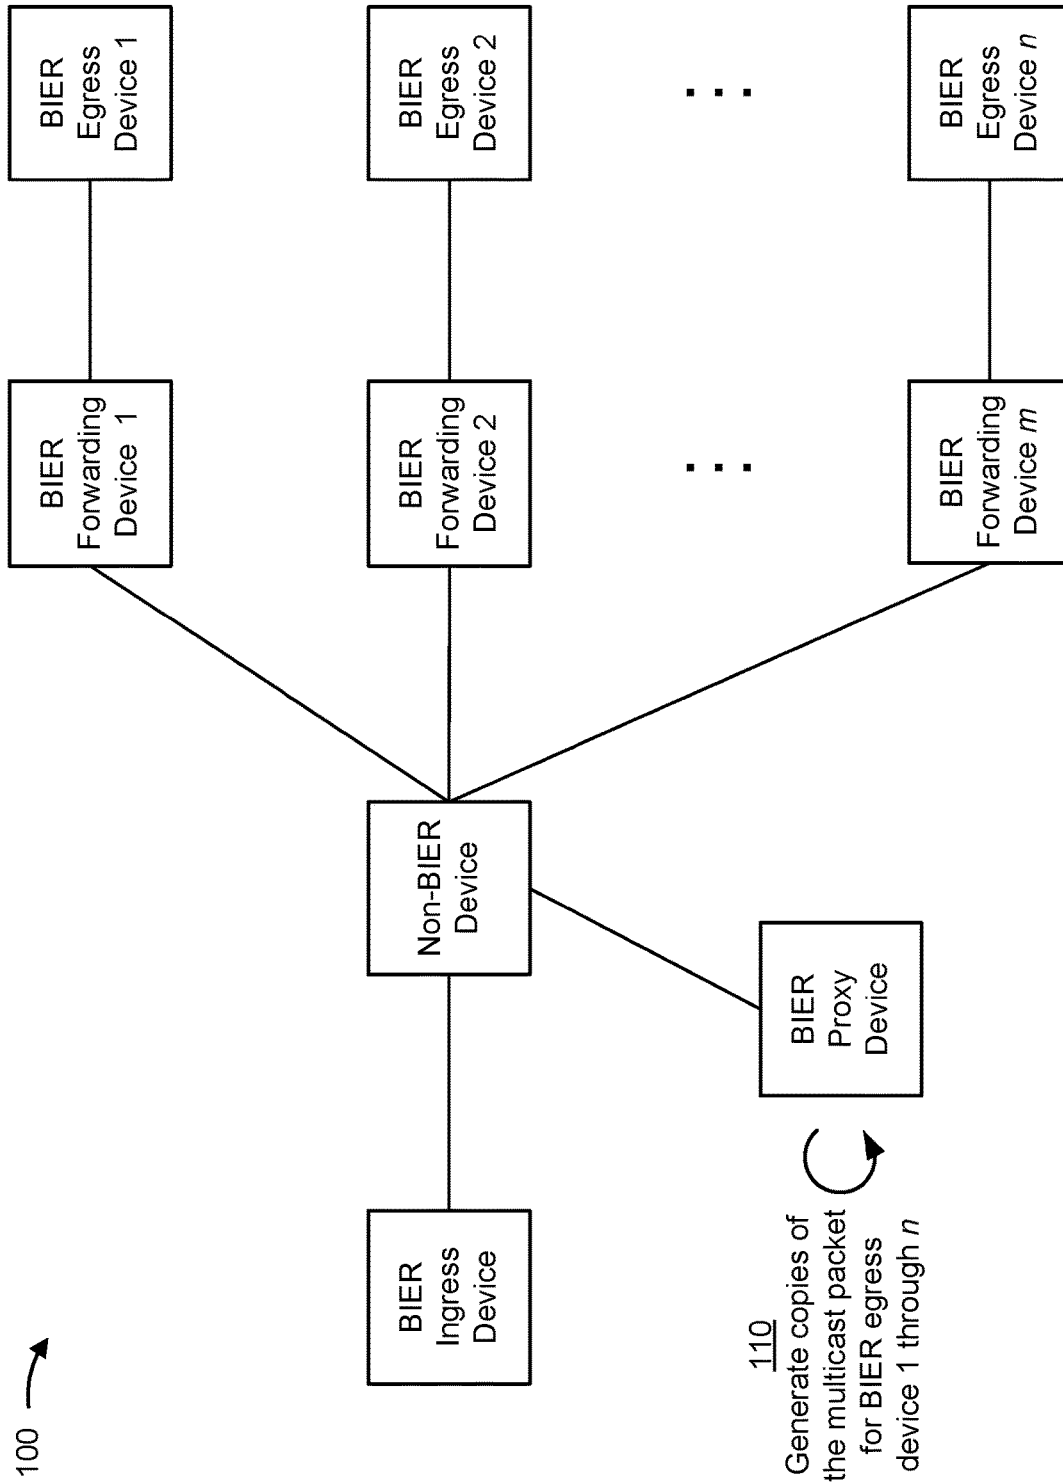 100
BIER
Ingress
Device
Non-BIER
Device
BIER
Proxy
Device
110
Generate copies of
the multicast packet
for BIER egress
device 1 through n
BIER
Forwarding
Device 1
BIER
Forwarding
Device 2
...
BIER
Forwarding
Device m
BIER
Egress
Device 1
BIER
Egress
Device 2
...
BIER
Egress
Device n